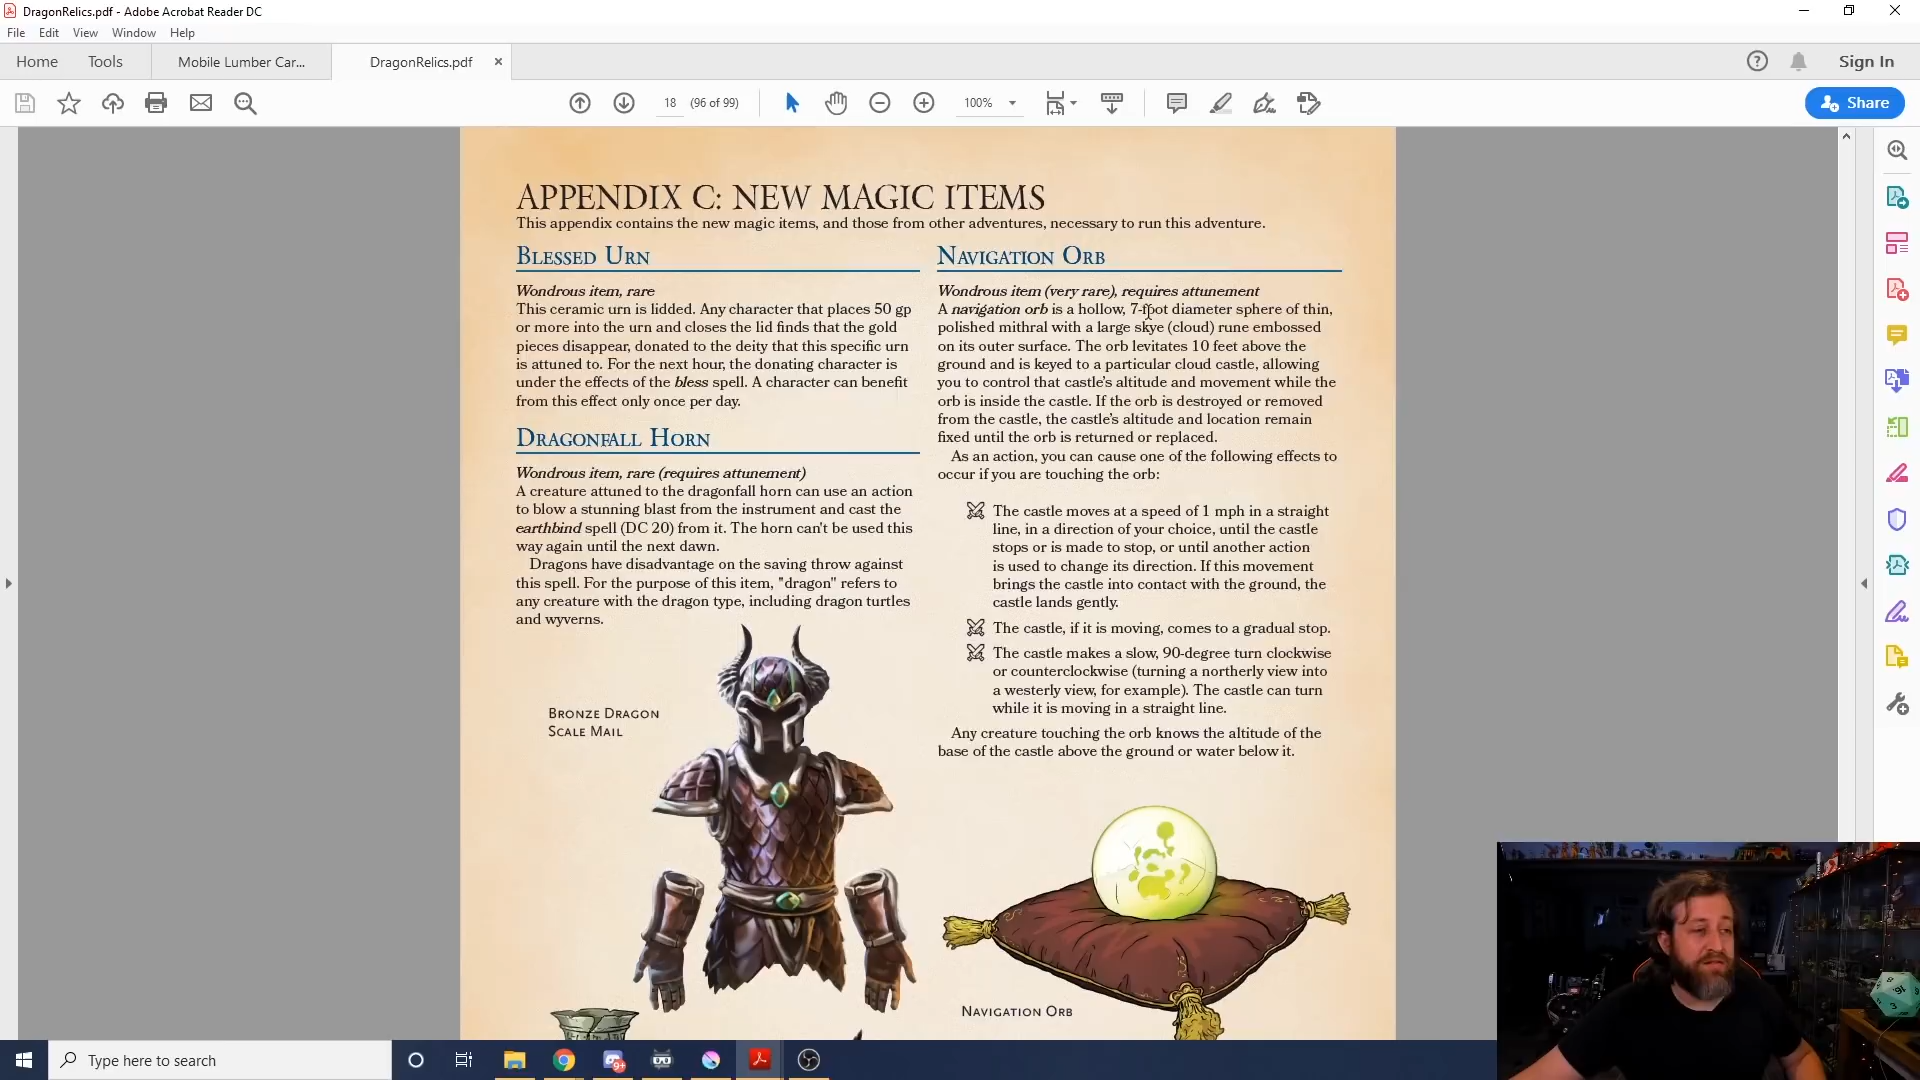 DragonRelics.pdf - Adobe Acrobat Reader DC
File Edit View Window Help
Home Tools Mobile Lumber Car... DragonRelics.pdf × Sign In
18 (96 of 99) 100% Share
APPENDIX C: NEW MAGIC ITEMS
This appendix contains the new magic items, and those from other adventures, necessary to run this adventure.
BLESSED URN
Wondrous item, rare
This ceramic urn is lidded. Any character that places 50 gp
or more into the urn and closes the lid finds that the gold
pieces disappear, donated to the deity that this specific urn
is attuned to. For the next hour, the donating character is
under the effects of the bless spell. A character can benefit
from this effect only once per day.
DRAGONFALL HORN
Wondrous item, rare (requires attunement)
A creature attuned to the dragonfall horn can use an action
to blow a stunning blast from the instrument and cast the
earthbind spell (DC 20) from it. The horn can't be used this
way again until the next dawn.
Dragons have disadvantage on the saving throw against
this spell. For the purpose of this item, "dragon" refers to
any creature with the dragon type, including dragon turtles
and wyverns.
BRONZE DRAGON
SCALE MAIL
NAVIGATION ORB
Wondrous item (very rare), requires attunement
A navigation orb is a hollow, 7-foot diameter sphere of thin,
polished mithral with a large skye (cloud) rune embossed
on its outer surface. The orb levitates 10 feet above the
ground and is keyed to a particular cloud castle, allowing
you to control that castle's altitude and movement while the
orb is inside the castle. If the orb is destroyed or removed
from the castle, the castle's altitude and location remain
fixed until the orb is returned or replaced.
As an action, you can cause one of the following effects to
occur if you are touching the orb:
The castle moves at a speed of 1 mph in a straight
line, in a direction of your choice, until the castle
stops or is made to stop, or until another action
is used to change its direction. If this movement
brings the castle into contact with the ground, the
castle lands gently.
The castle, if it is moving, comes to a gradual stop.
The castle makes a slow, 90-degree turn clockwise
or counterclockwise (turning a northerly view into
a westerly view, for example). The castle can turn
while it is moving in a straight line.
Any creature touching the orb knows the altitude of the
base of the castle above the ground or water below it.
NAVIGATION ORB
Type here to search
9+